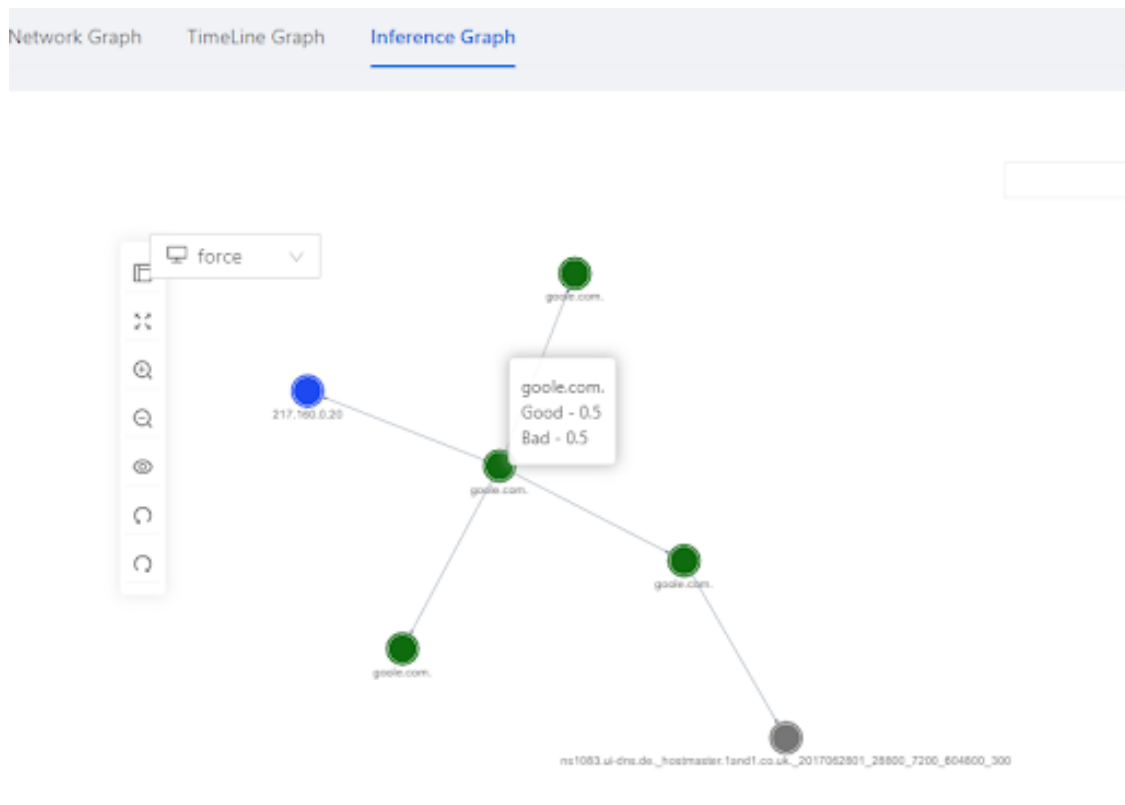 Network Graph
TimeLine Graph
Inference Graph
force
goole.com.
217.160.0.20
goole.com.
Good - 0.5
Bad - 0.5
goole.com.
goole.com.
goole.com.
ns1083.ui-dns.de._hostmaster.1and1.co.uk._2017062801_28800_7200_604800_300